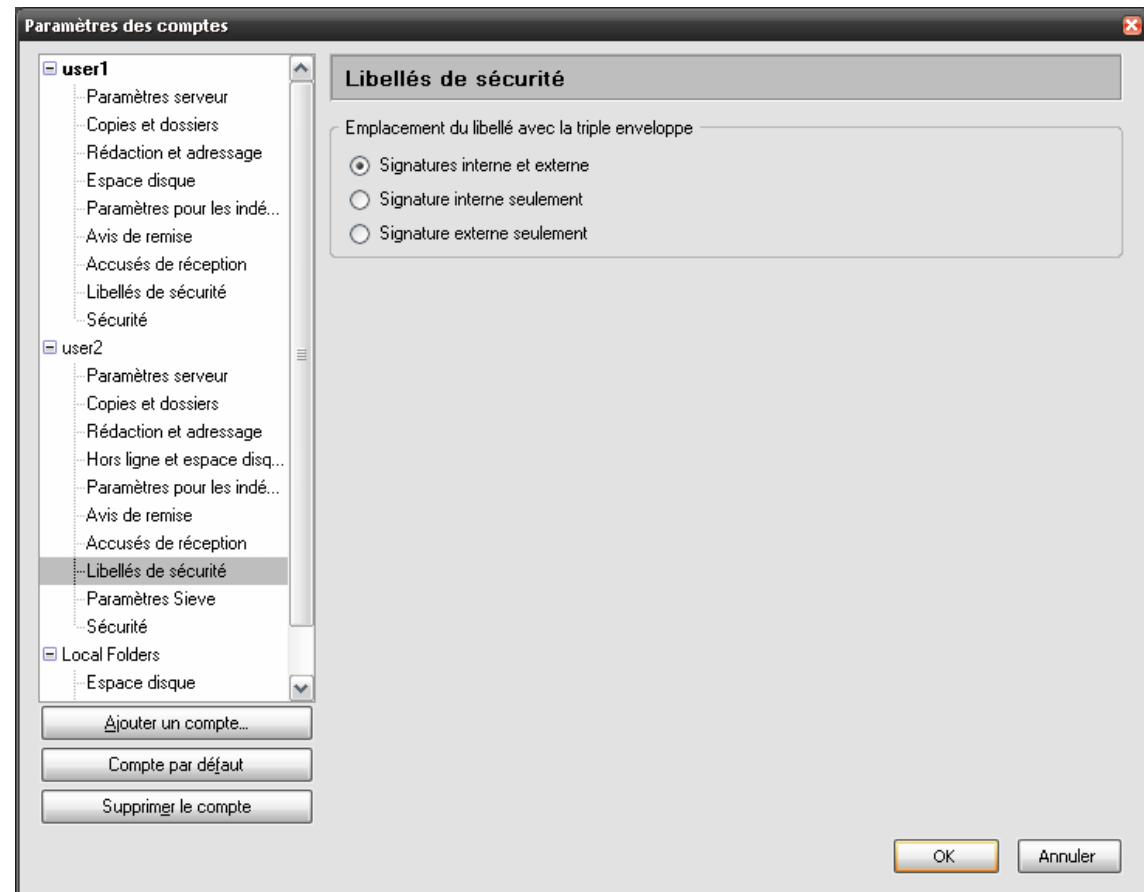 Paramètres des comptes
user1
Paramètres serveur
Copies et dossiers
Rédaction et adressage
Espace disque
Paramètres pour les indé...
Avis de remise
Accusés de réception
Libellés de sécurité
Sécurité
user2
Paramètres serveur
Copies et dossiers
Rédaction et adressage
Hors ligne et espace disq...
Paramètres pour les indé...
Avis de remise
Accusés de réception
Libellés de sécurité
Paramètres Sieve
Sécurité
Local Folders
Espace disque
Ajouter un compte...
Compte par défaut
Supprimer le compte
Libellés de sécurité
Emplacement du libellé avec la triple enveloppe
Signatures interne et externe
Signature interne seulement
Signature externe seulement
OK
Annuler